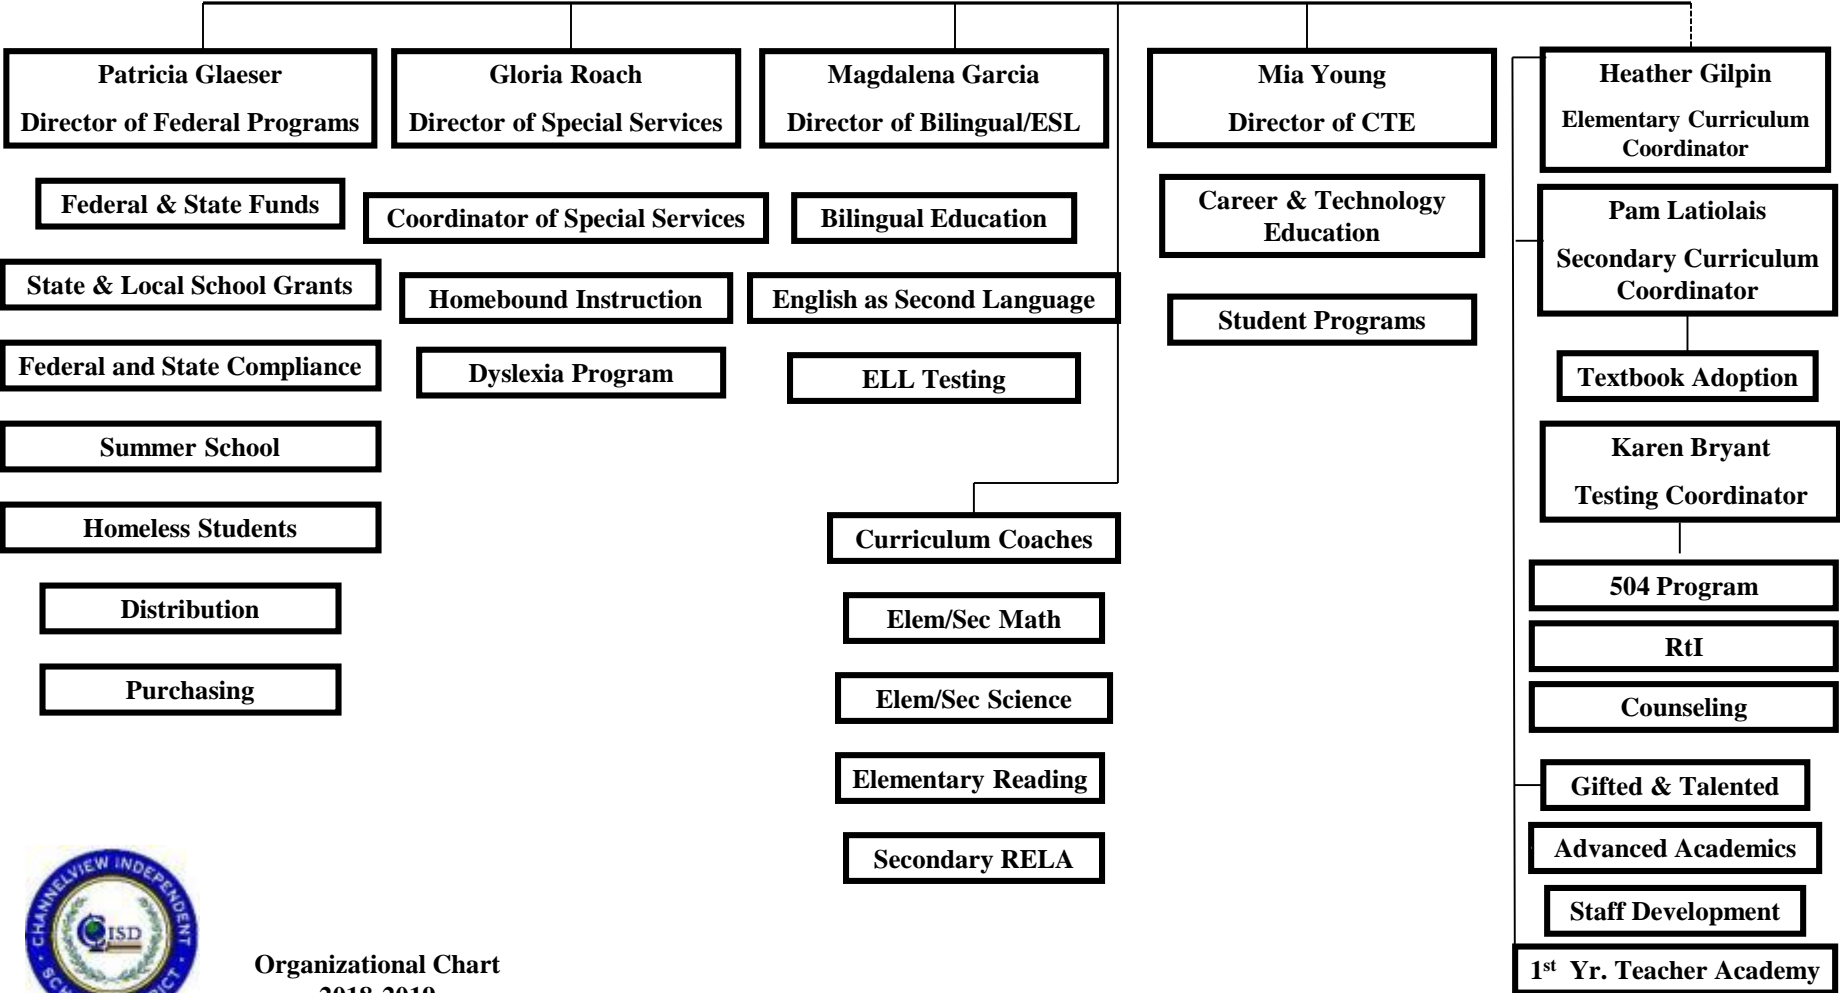 Patricia Glaeser
Director of Federal Programs
Federal & State Funds
State & Local School Grants
Federal and State Compliance
Summer School
Homeless Students
Distribution
Purchasing
Gloria Roach
Director of Special Services
Coordinator of Special Services
Homebound Instruction
Dyslexia Program
Magdalena Garcia
Director of Bilingual/ESL
Bilingual Education
English as Second Language
ELL Testing
Curriculum Coaches
Elem/Sec Math
Elem/Sec Science
Elementary Reading
Secondary RELA
Mia Young
Director of CTE
Career & Technology
Education
Student Programs
Heather Gilpin
Elementary Curriculum
Coordinator
Pam Latiolais
Secondary Curriculum
Coordinator
Textbook Adoption
Karen Bryant
Testing Coordinator
504 Program
RtI
Counseling
Gifted & Talented
Advanced Academics
Staff Development
1st Yr. Teacher Academy
CHANNELVIEW INDEPENDENT
CISD
Organizational Chart
2018-2019